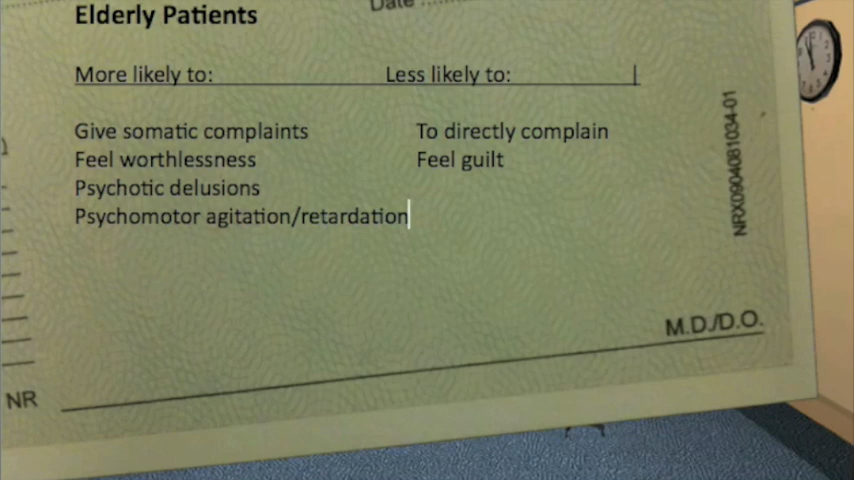 Date
Elderly Patients
More likely to: Less likely to:
Give somatic complaints To directly complain
Feel worthlessness Feel guilt
Psychotic delusions
Psychomotor agitation/retardation
NRX0904081034-01
M.D./D.O.
NR